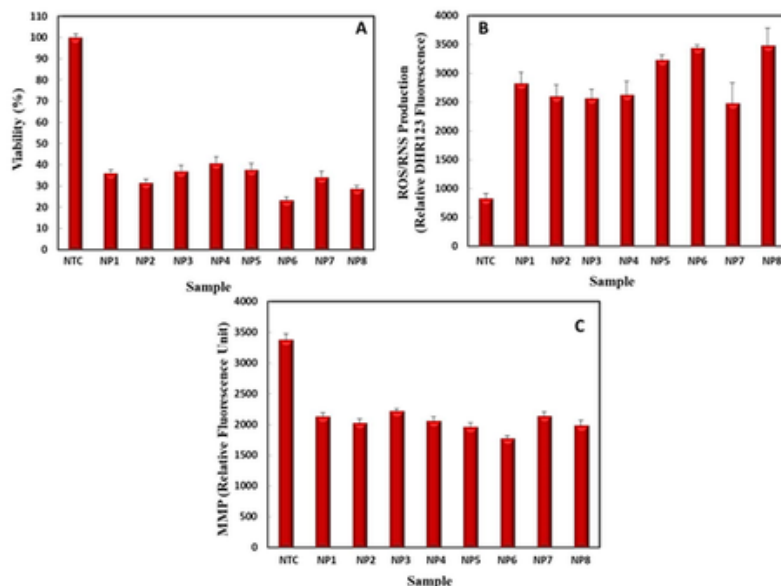 A
Viability (%)
110
100
90
80
70
60
50
40
30
20
10
0
NTC NP1 NP2 NP3 NP4 NP5 NP6 NP7 NP8
Sample
B
ROS/RNS Production
(Relative DHR123 Fluorescence)
4000
3500
3000
2500
2000
1500
1000
500
0
NTC NP1 NP2 NP3 NP4 NP5 NP6 NP7 NP8
Sample
C
MMP (Relative Fluorescence Unit)
4000
3500
3000
2500
2000
1500
1000
500
0
NTC NP1 NP2 NP3 NP4 NP5 NP6 NP7 NP8
Sample